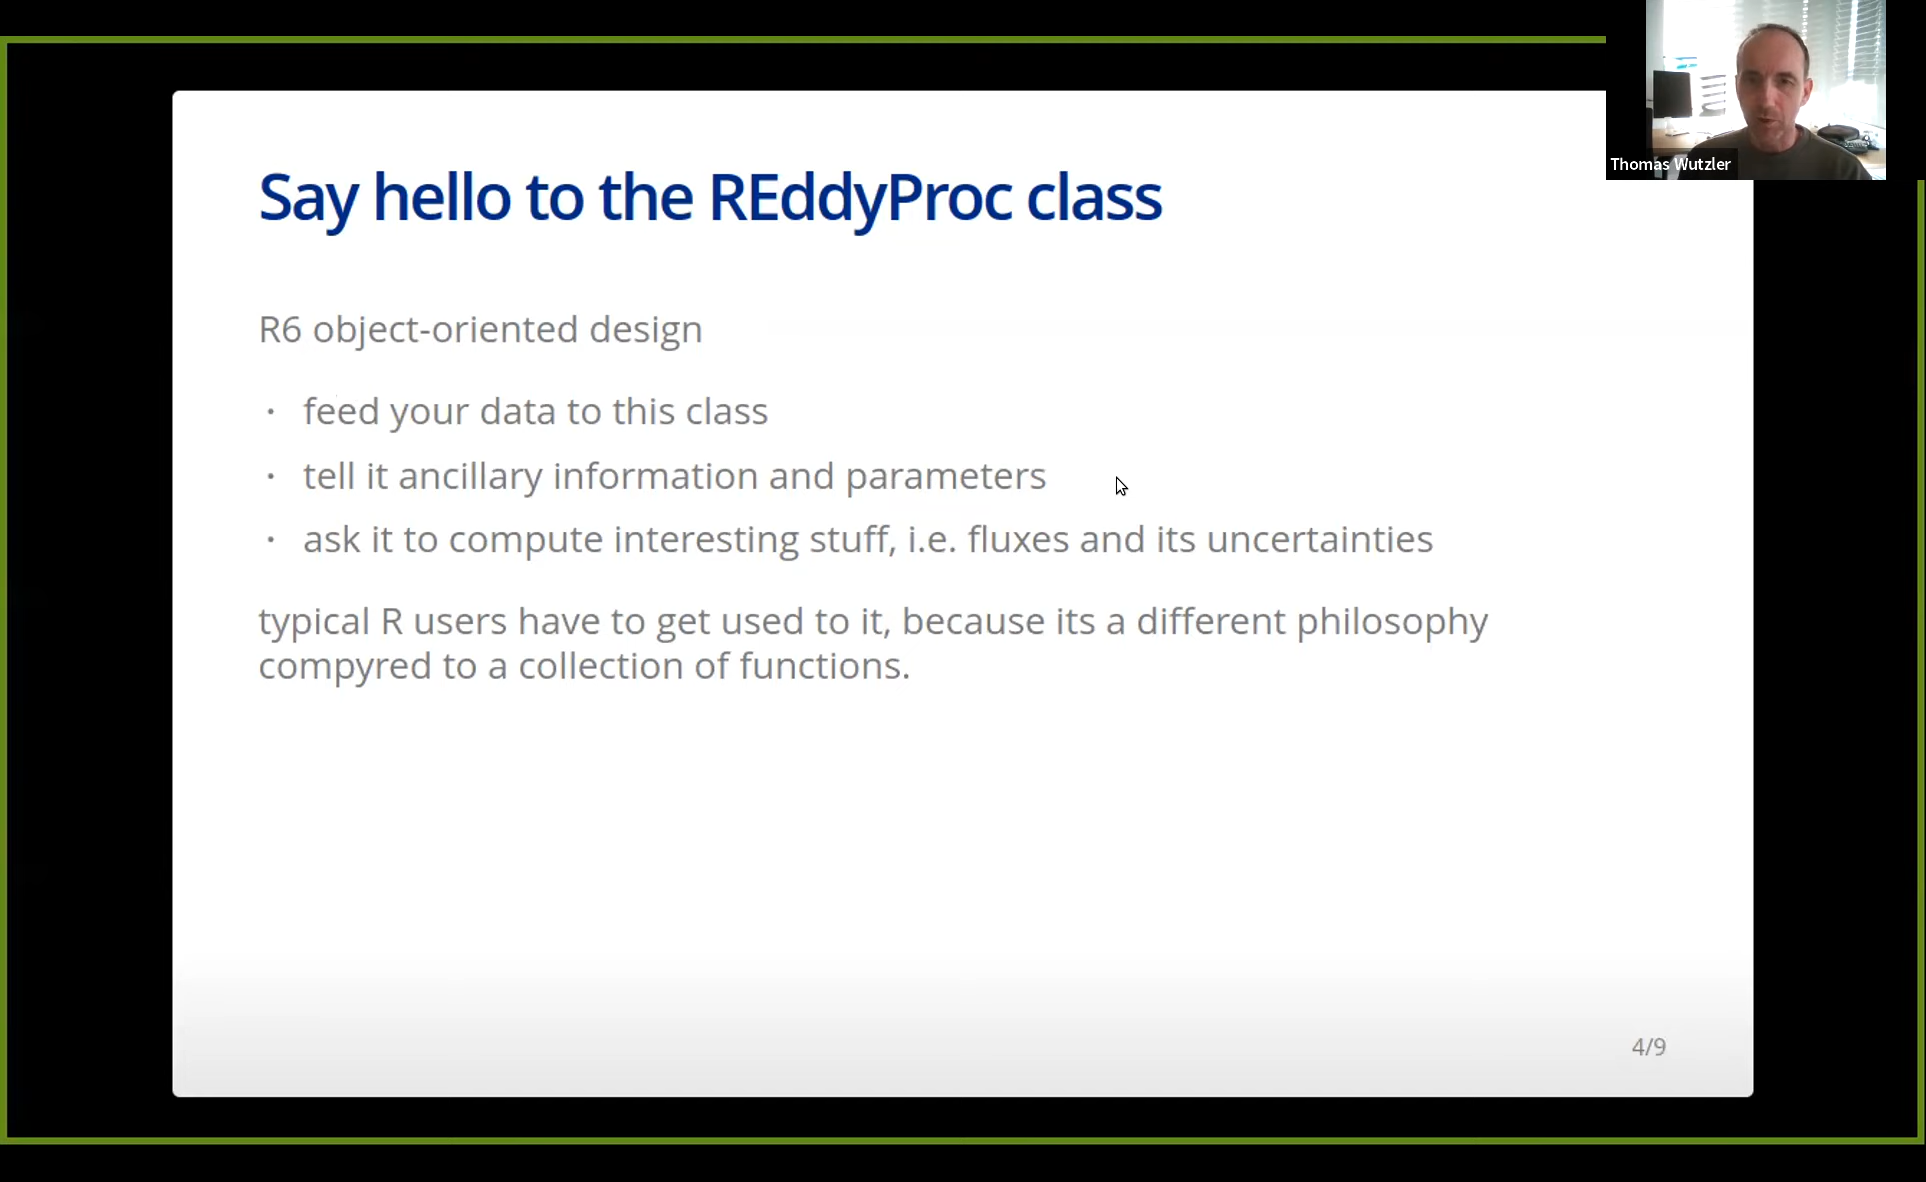 Thomas Wutzler
Say hello to the REddyProc class
R6 object-oriented design
· feed your data to this class
· tell it ancillary information and parameters
· ask it to compute interesting stuff, i.e. fluxes and its uncertainties
typical R users have to get used to it, because its a different philosophy
compyred to a collection of functions.
4/9